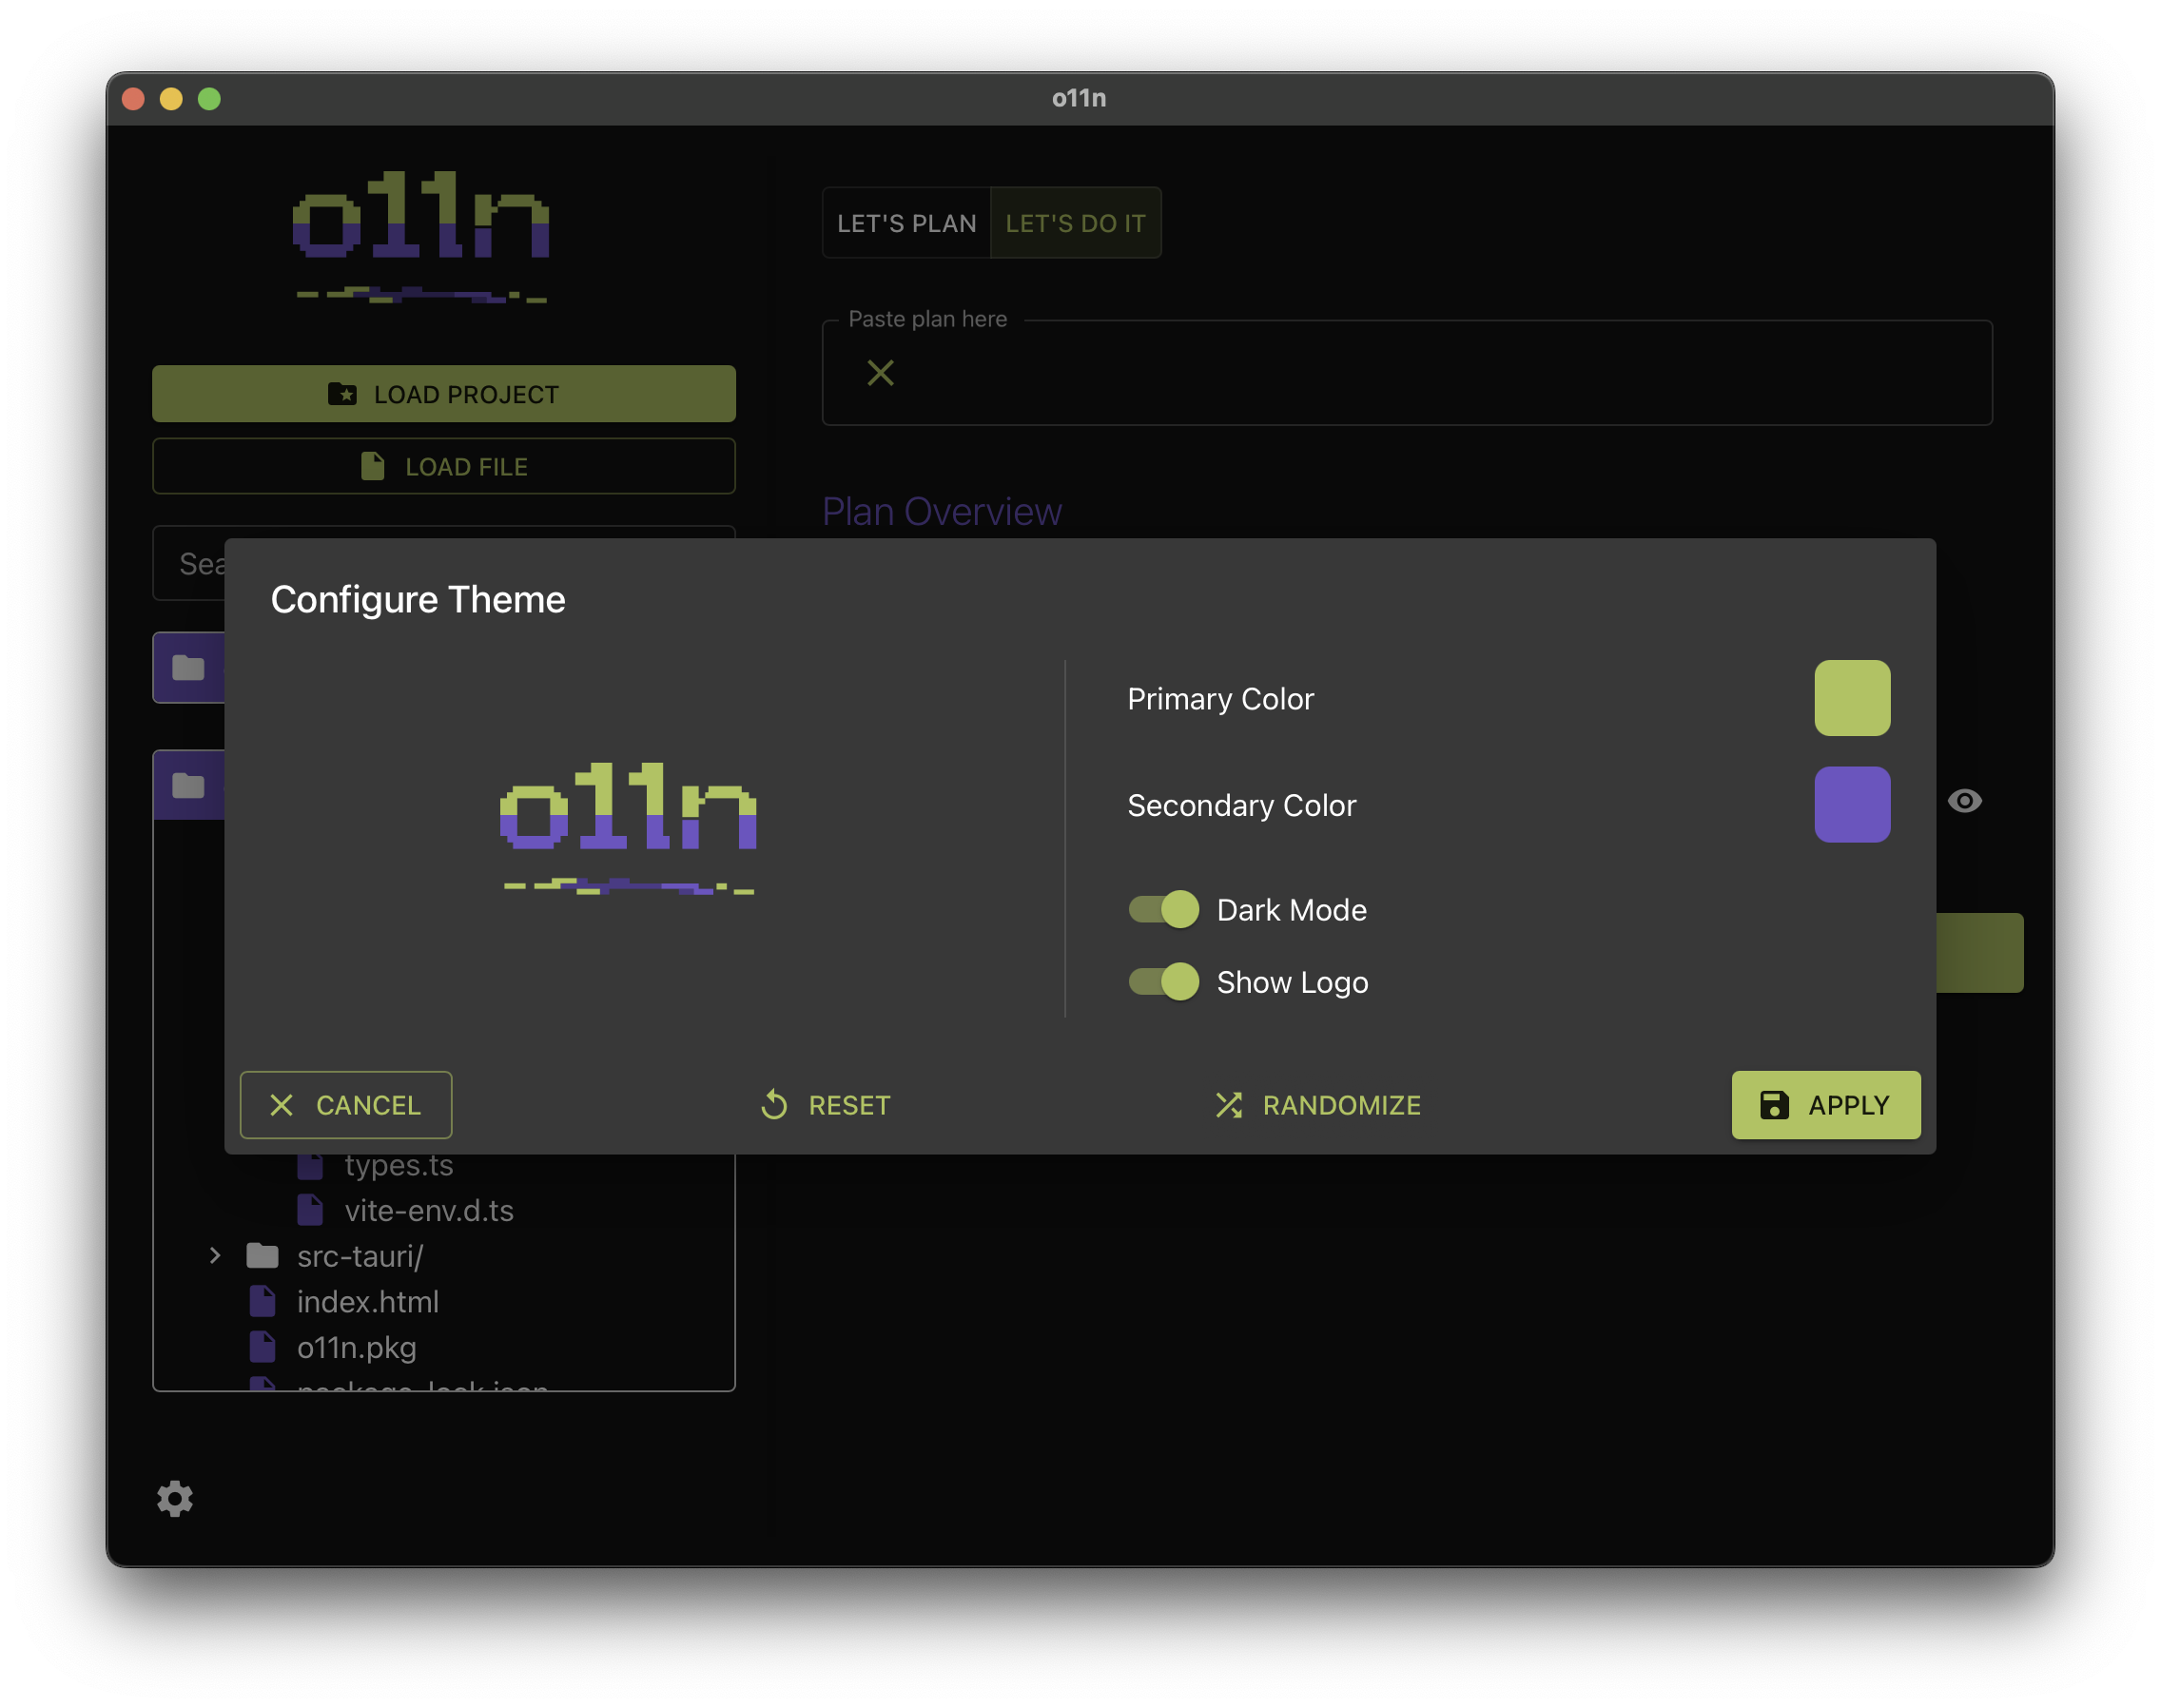 o11n
o11n
LET'S PLAN
LET'S DO IT
LOAD PROJECT
LOAD FILE
Paste plan here
Plan Overview
Configure Theme
o11n
Primary Color
Secondary Color
Dark Mode
Show Logo
CANCEL
RESET
RANDOMIZE
APPLY
types.ts
vite-env.d.ts
src-tauri/
index.html
o11n.pkg